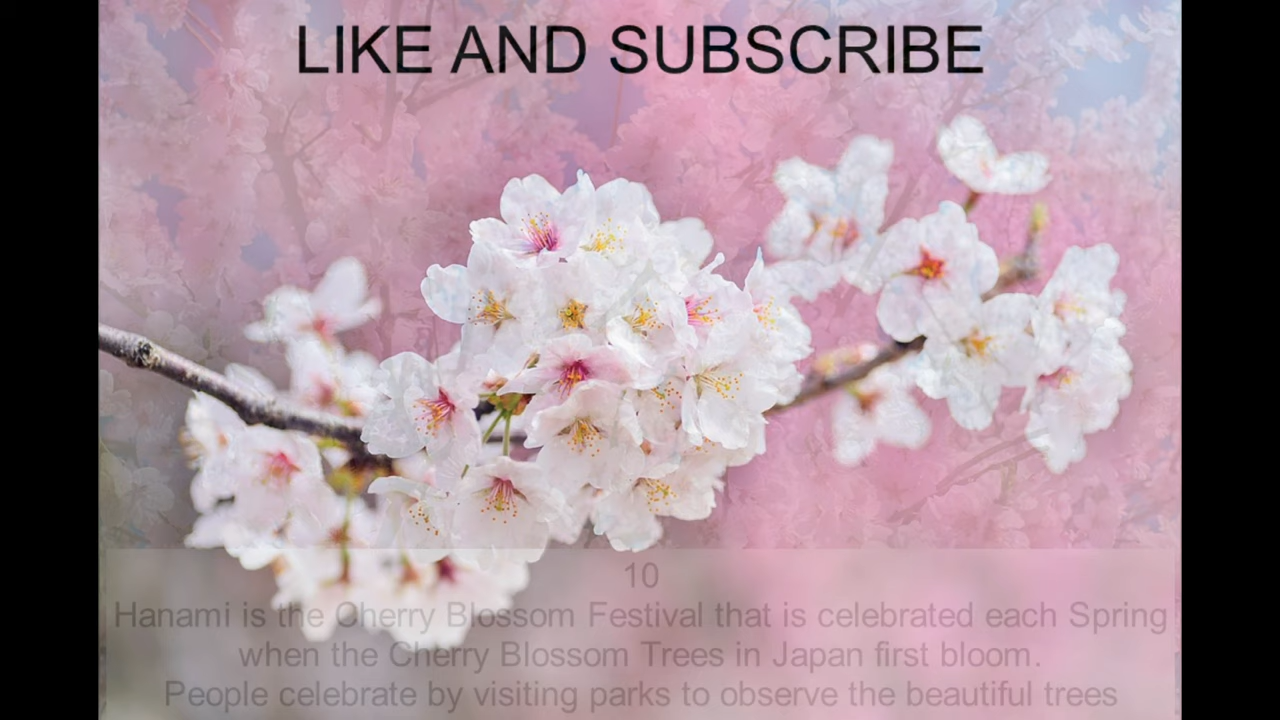 LIKE AND SUBSCRIBE
10
Hanami is the Cherry Blossom Festival that is celebrated each Spring
when the Cherry Blossom Trees in Japan first bloom.
People celebrate by visiting parks to observe the beautiful trees